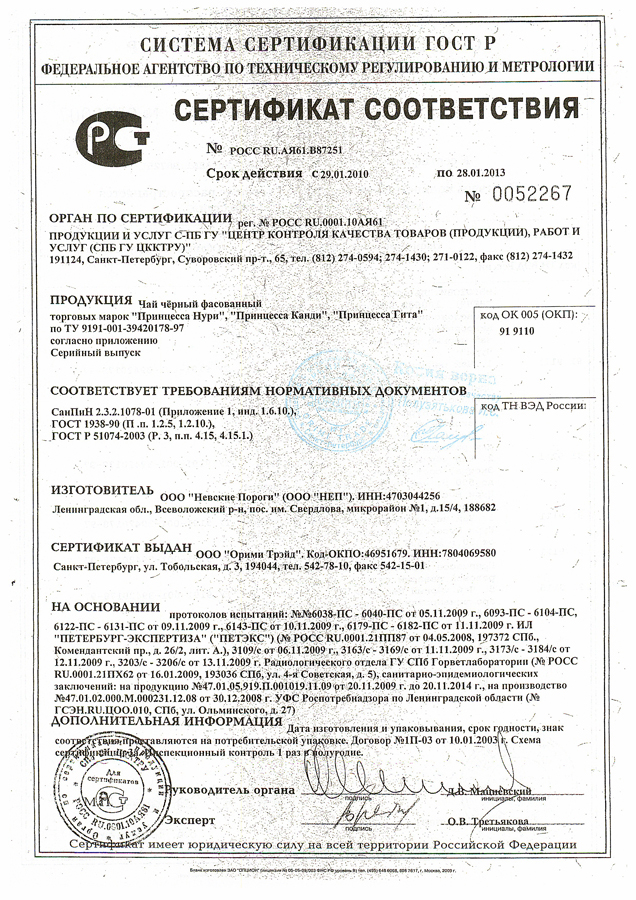 СИСТЕМА СЕРТИФИКАЦИИ ГОСТ Р
ФЕДЕРАЛЬНОЕ АГЕНТСТВО ПО ТЕХНИЧЕСКОМУ РЕГУЛИРОВАНИЮ И МЕТРОЛОГИИ
СЕРТИФИКАТ СООТВЕТСТВИЯ
№ РОСС RU.АЯ61.В87251
Срок действия с 29.01.2010 по 28.01.2013
№ 0052267
ОРГАН ПО СЕРТИФИКАЦИИ рег. № РОСС RU.0001.10АЯ61
ПРОДУКЦИИ И УСЛУГ С-ПБ ГУ "ЦЕНТР КОНТРОЛЯ КАЧЕСТВА ТОВАРОВ (ПРОДУКЦИИ), РАБОТ И
УСЛУГ (СПБ ГУ ЦККТРУ)"
191124, Санкт-Петербург, Суворовский пр-т., 65, тел. (812) 274-0594; 274-1430; 271-0122, факс (812) 274-1432
ПРОДУКЦИЯ Чай чёрный фасованный
торговых марок "Принцесса Нури", "Принцесса Канди", "Принцесса Гита"
по ТУ 9191-001-39420178-97
согласно приложению
Серийный выпуск
код ОК 005 (ОКП):
91 9110
СООТВЕТСТВУЕТ ТРЕБОВАНИЯМ НОРМАТИВНЫХ ДОКУМЕНТОВ
СанПиН 2.3.2.1078-01 (Приложение 1, инд. 1.6.10.),
ГОСТ 1938-90 (П .п. 1.2.5, 1.2.10.),
ГОСТ Р 51074-2003 (Р. 3, п.п. 4.15, 4.15.1.)
код ТН ВЭД России:
ИЗГОТОВИТЕЛЬ ООО "Невские Пороги" (ООО "НЕП"). ИНН:4703044256
Ленинградская обл., Всеволожский р-н, пос. им. Свердлова, микрорайон №1, д.15/4, 188682
СЕРТИФИКАТ ВЫДАН ООО "Орими Трэйд". Код-ОКПО:46951679. ИНН:7804069580
Санкт-Петербург, ул. Тобольская, д. 3, 194044, тел. 542-78-10, факс 542-15-01
НА ОСНОВАНИИ протоколов испытаний: №№6038-ПС - 6040-ПС от 05.11.2009 г., 6093-ПС - 6104-ПС,
6122-ПС - 6131-ПС от 09.11.2009 г., 6143-ПС от 10.11.2009 г., 6179-ПС - 6182-ПС от 11.11.2009 г. ИЛ
"ПЕТЕРБУРГ-ЭКСПЕРТИЗА" ("ПЕТЭКС") (№ РОСС RU.0001.21ПП87 от 04.05.2008, 197372 СПб.,
Комендантский пр., д. 26/2, лит. А.), 3109/с от 06.11.2009 г., 3163/с - 3169/с от 11.11.2009 г., 3173/с - 3184/с от
12.11.2009 г., 3203/с - 3206/с от 13.11.2009 г. Радиологического отдела ГУ СПб Горветлаборатории (№ РОСС
RU.0001.21ПХ62 от 16.01.2009, 193036 СПб, ул. 4-я Советская, д. 5), санитарно-эпидемиологических
заключений: на продукцию №47.01.05.919.П.001019.11.09 от 20.11.2009 г. до 20.11.2014 г., на производство
№47.01.02.000.М.000231.12.08 от 30.12.2008 г. УФС Роспотребнадзора по Ленинградской области (№
ГСЭН.RU.ЦОО.010, СПб, ул. Ольминского, д. 27)
ДОПОЛНИТЕЛЬНАЯ ИНФОРМАЦИЯ Дата изготовления и упаковывания, срок годности, знак
соответствия проставляются на потребительской упаковке. Договор №1П-03 от 10.01.2003 г. Схема
сертификации: 3а. Инспекционный контроль 1 раз в полугодие.
Для
сертификатов
М.П.
Руководитель органа
подпись
Д.В. Машевский
инициалы, фамилия
Эксперт
подпись
О.В. Третьякова
инициалы, фамилия
Сертификат имеет юридическую силу на всей территории Российской Федерации